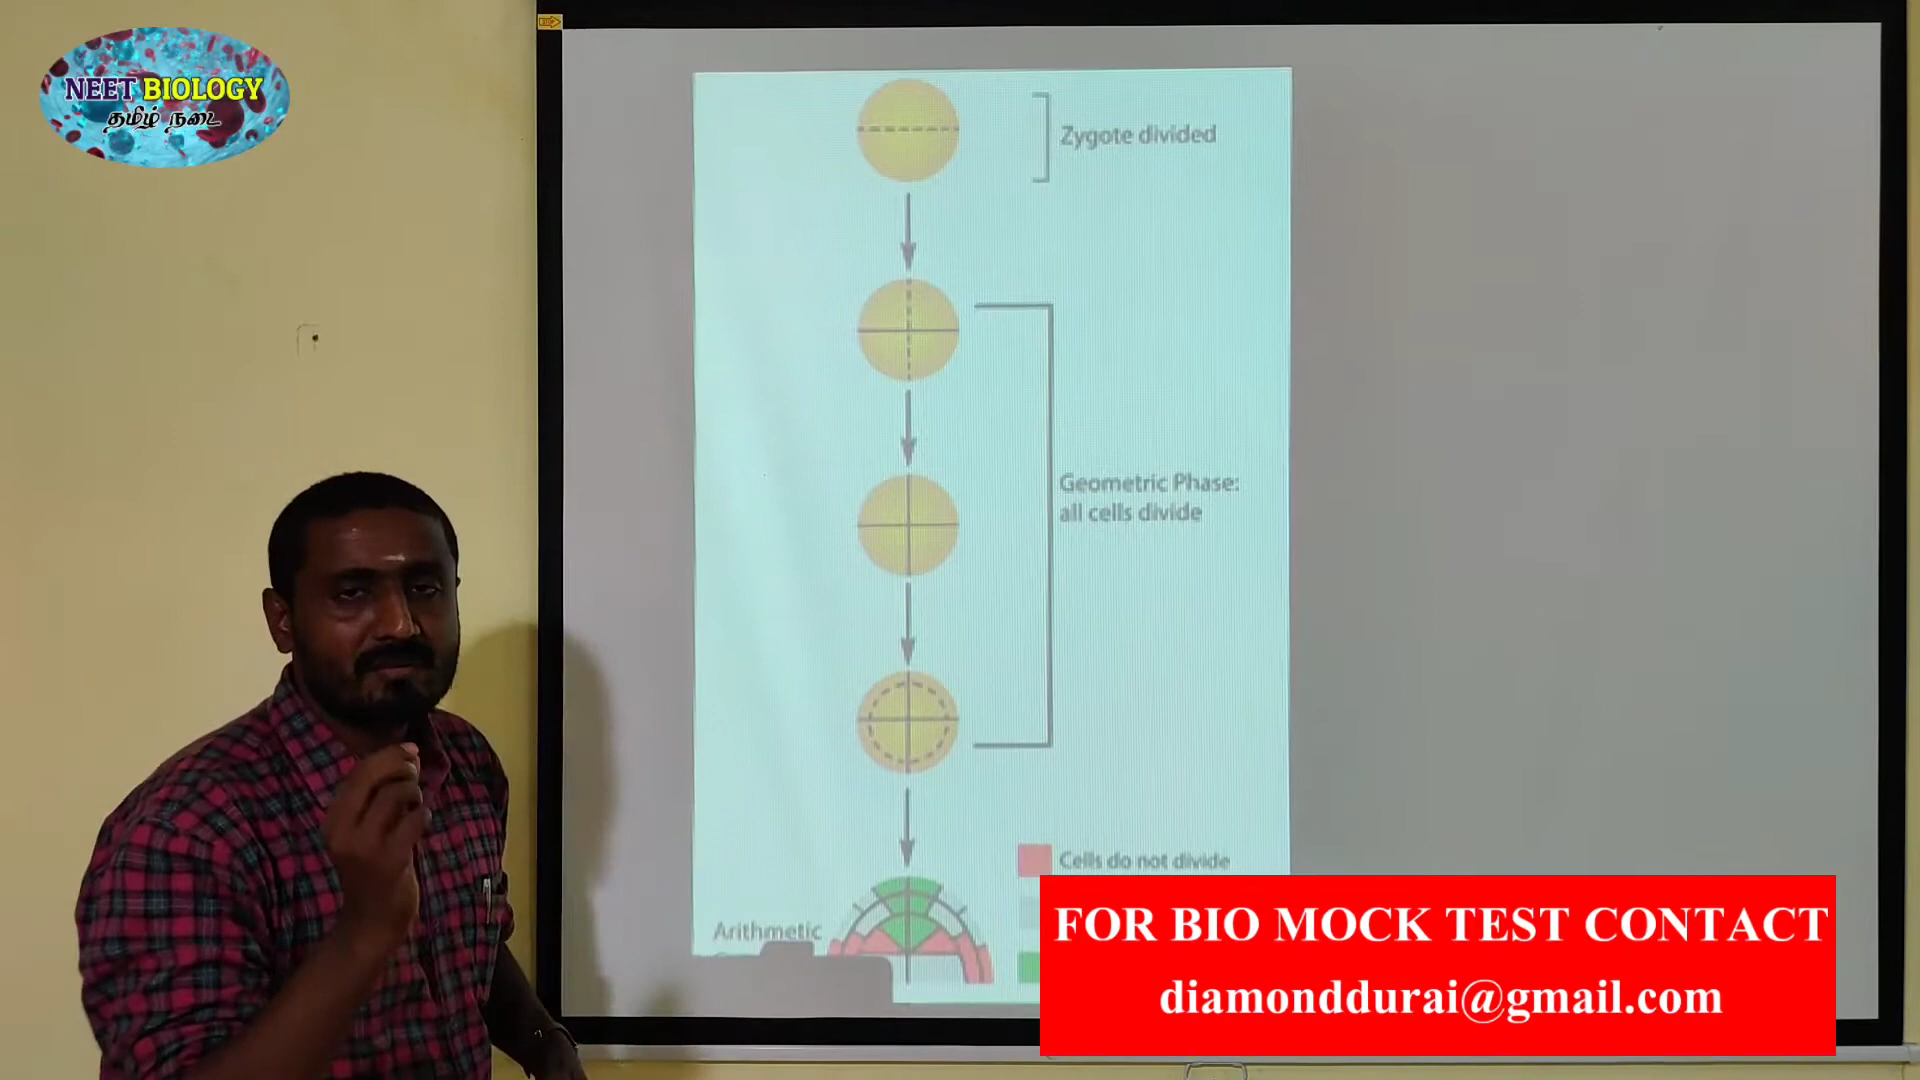 STOP
NEET BIOLOGY
தமிழ் நடை
Zygote divided
Geometric Phase:
all cells divide
Cells do not divide
Arithmetic
FOR BIO MOCK TEST CONTACT
diamonddurai@gmail.com